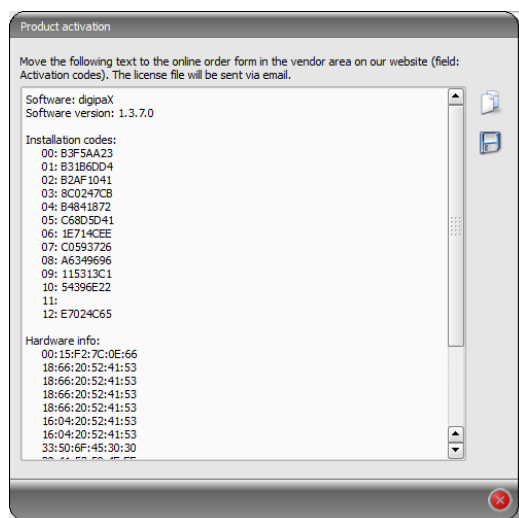 Product activation
Move the following text to the online order form in the vendor area on our website (field:
Activation codes). The license file will be sent via email.
Software: digipaX
Software version: 1.3.7.0
Installation codes:
00: B3F5AA23
01: B31B6DD4
02: B2AF1041
03: 8C0247CB
04: B4841872
05: C68D5D41
06: 1E714CEE
07: C0593726
08: A6349696
09: 115313C1
10: 54396E22
11:
12: E7024C65
Hardware info:
00:15:F2:7C:0E:66
18:66:20:52:41:53
18:66:20:52:41:53
18:66:20:52:41:53
18:66:20:52:41:53
16:04:20:52:41:53
16:04:20:52:41:53
33:50:6F:45:30:30